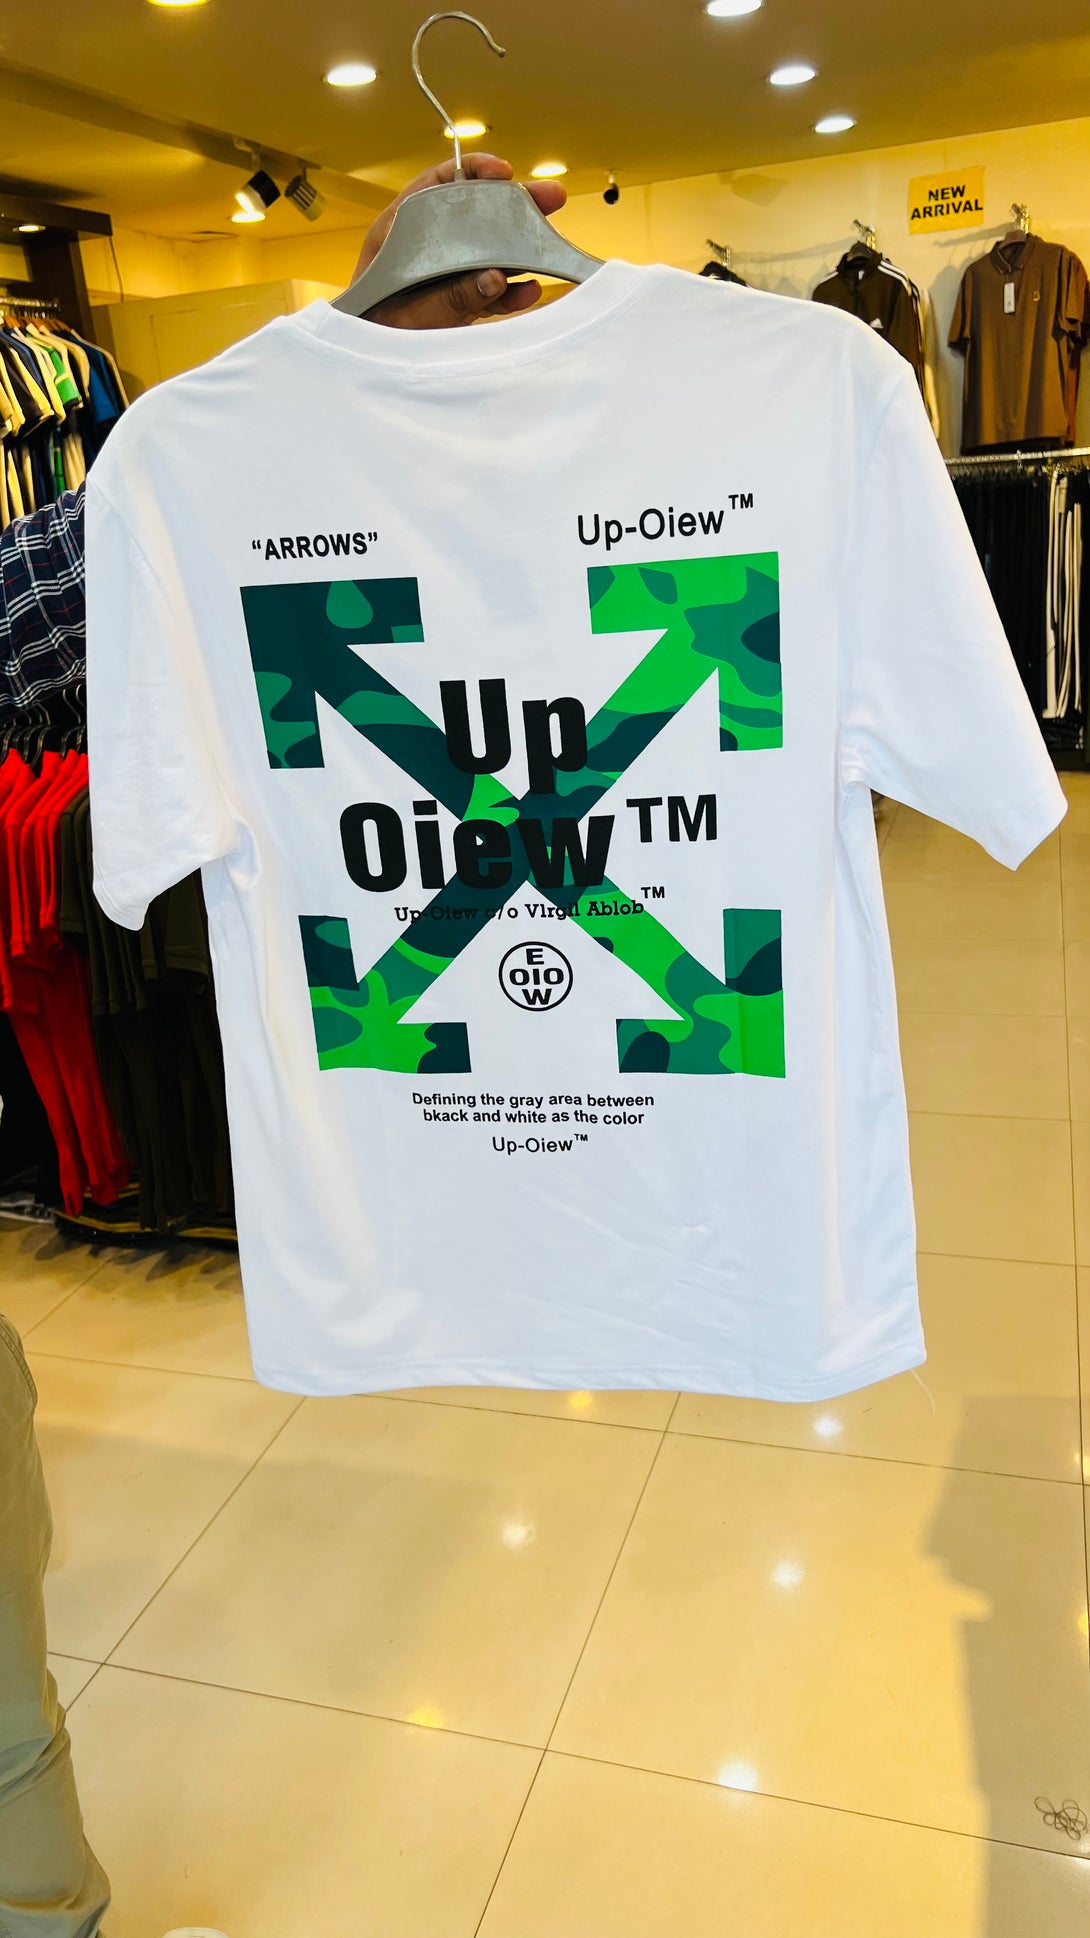 NEW
ARRIVAL
“ARROWS”
Up-Oiew™
Up
Oiew™
Up-Oiew c/o V1rgil Ablob™
E
OIO
W
Defining the gray area between
bkack and white as the color
Up-Oiew™